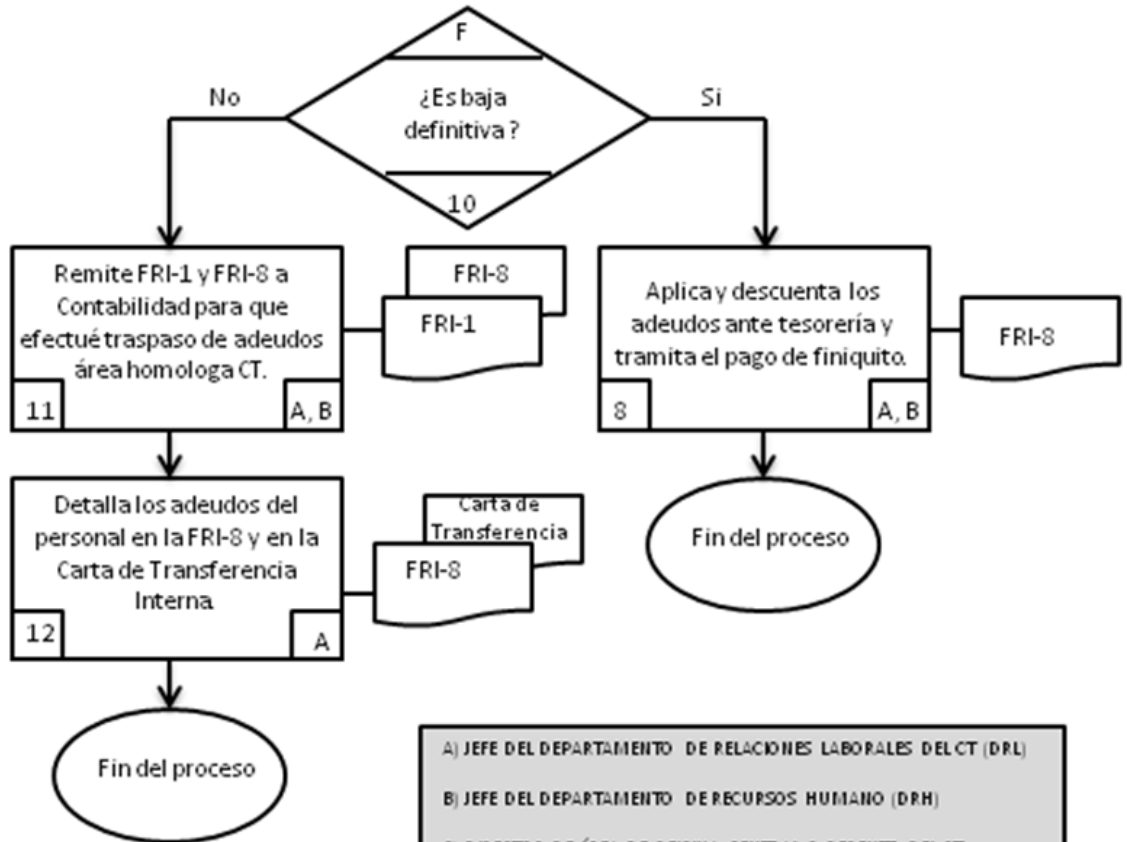 F
¿Es baja
definitiva ?
10
No
Si
Remite FRI-1 y FRI-8 a
Contabilidad para que
efectué traspaso de adeudos
área homologa CT.
11
A, B
FRI-8
FRI-1
Aplica y descuenta los
adeudos ante tesorería y
tramita el pago de finiquito.
8
A, B
FRI-8
Detalla los adeudos del
personal en la FRI-8 y en la
Carta de Transferencia
Interna.
12
A
Carta de
Transferencia
FRI-8
Fin del proceso
Fin del proceso
A) JEFE DEL DEPARTAMENTO DE RELACIONES LABORALES DEL CT (DRL)
B) JEFE DEL DEPARTAMENTO DE RECURSOS HUMANO (DRH)